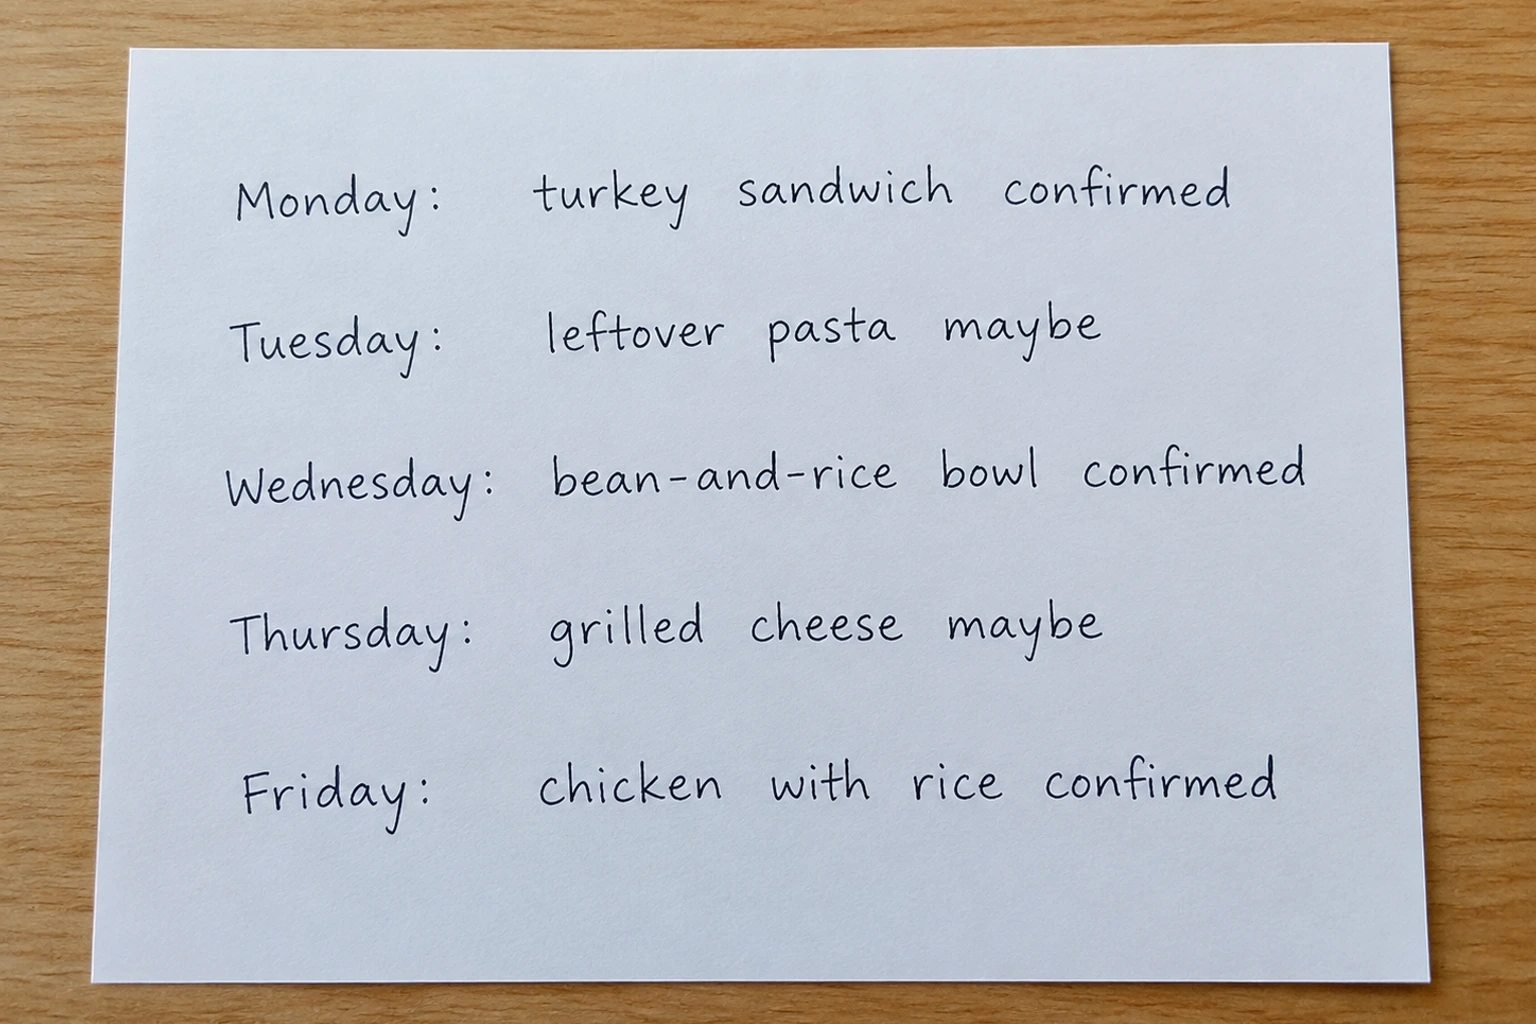 Monday: turkey sandwich confirmed
Tuesday: leftover pasta maybe
Wednesday: bean-and-rice bowl confirmed
Thursday: grilled cheese maybe
Friday: chicken with rice confirmed